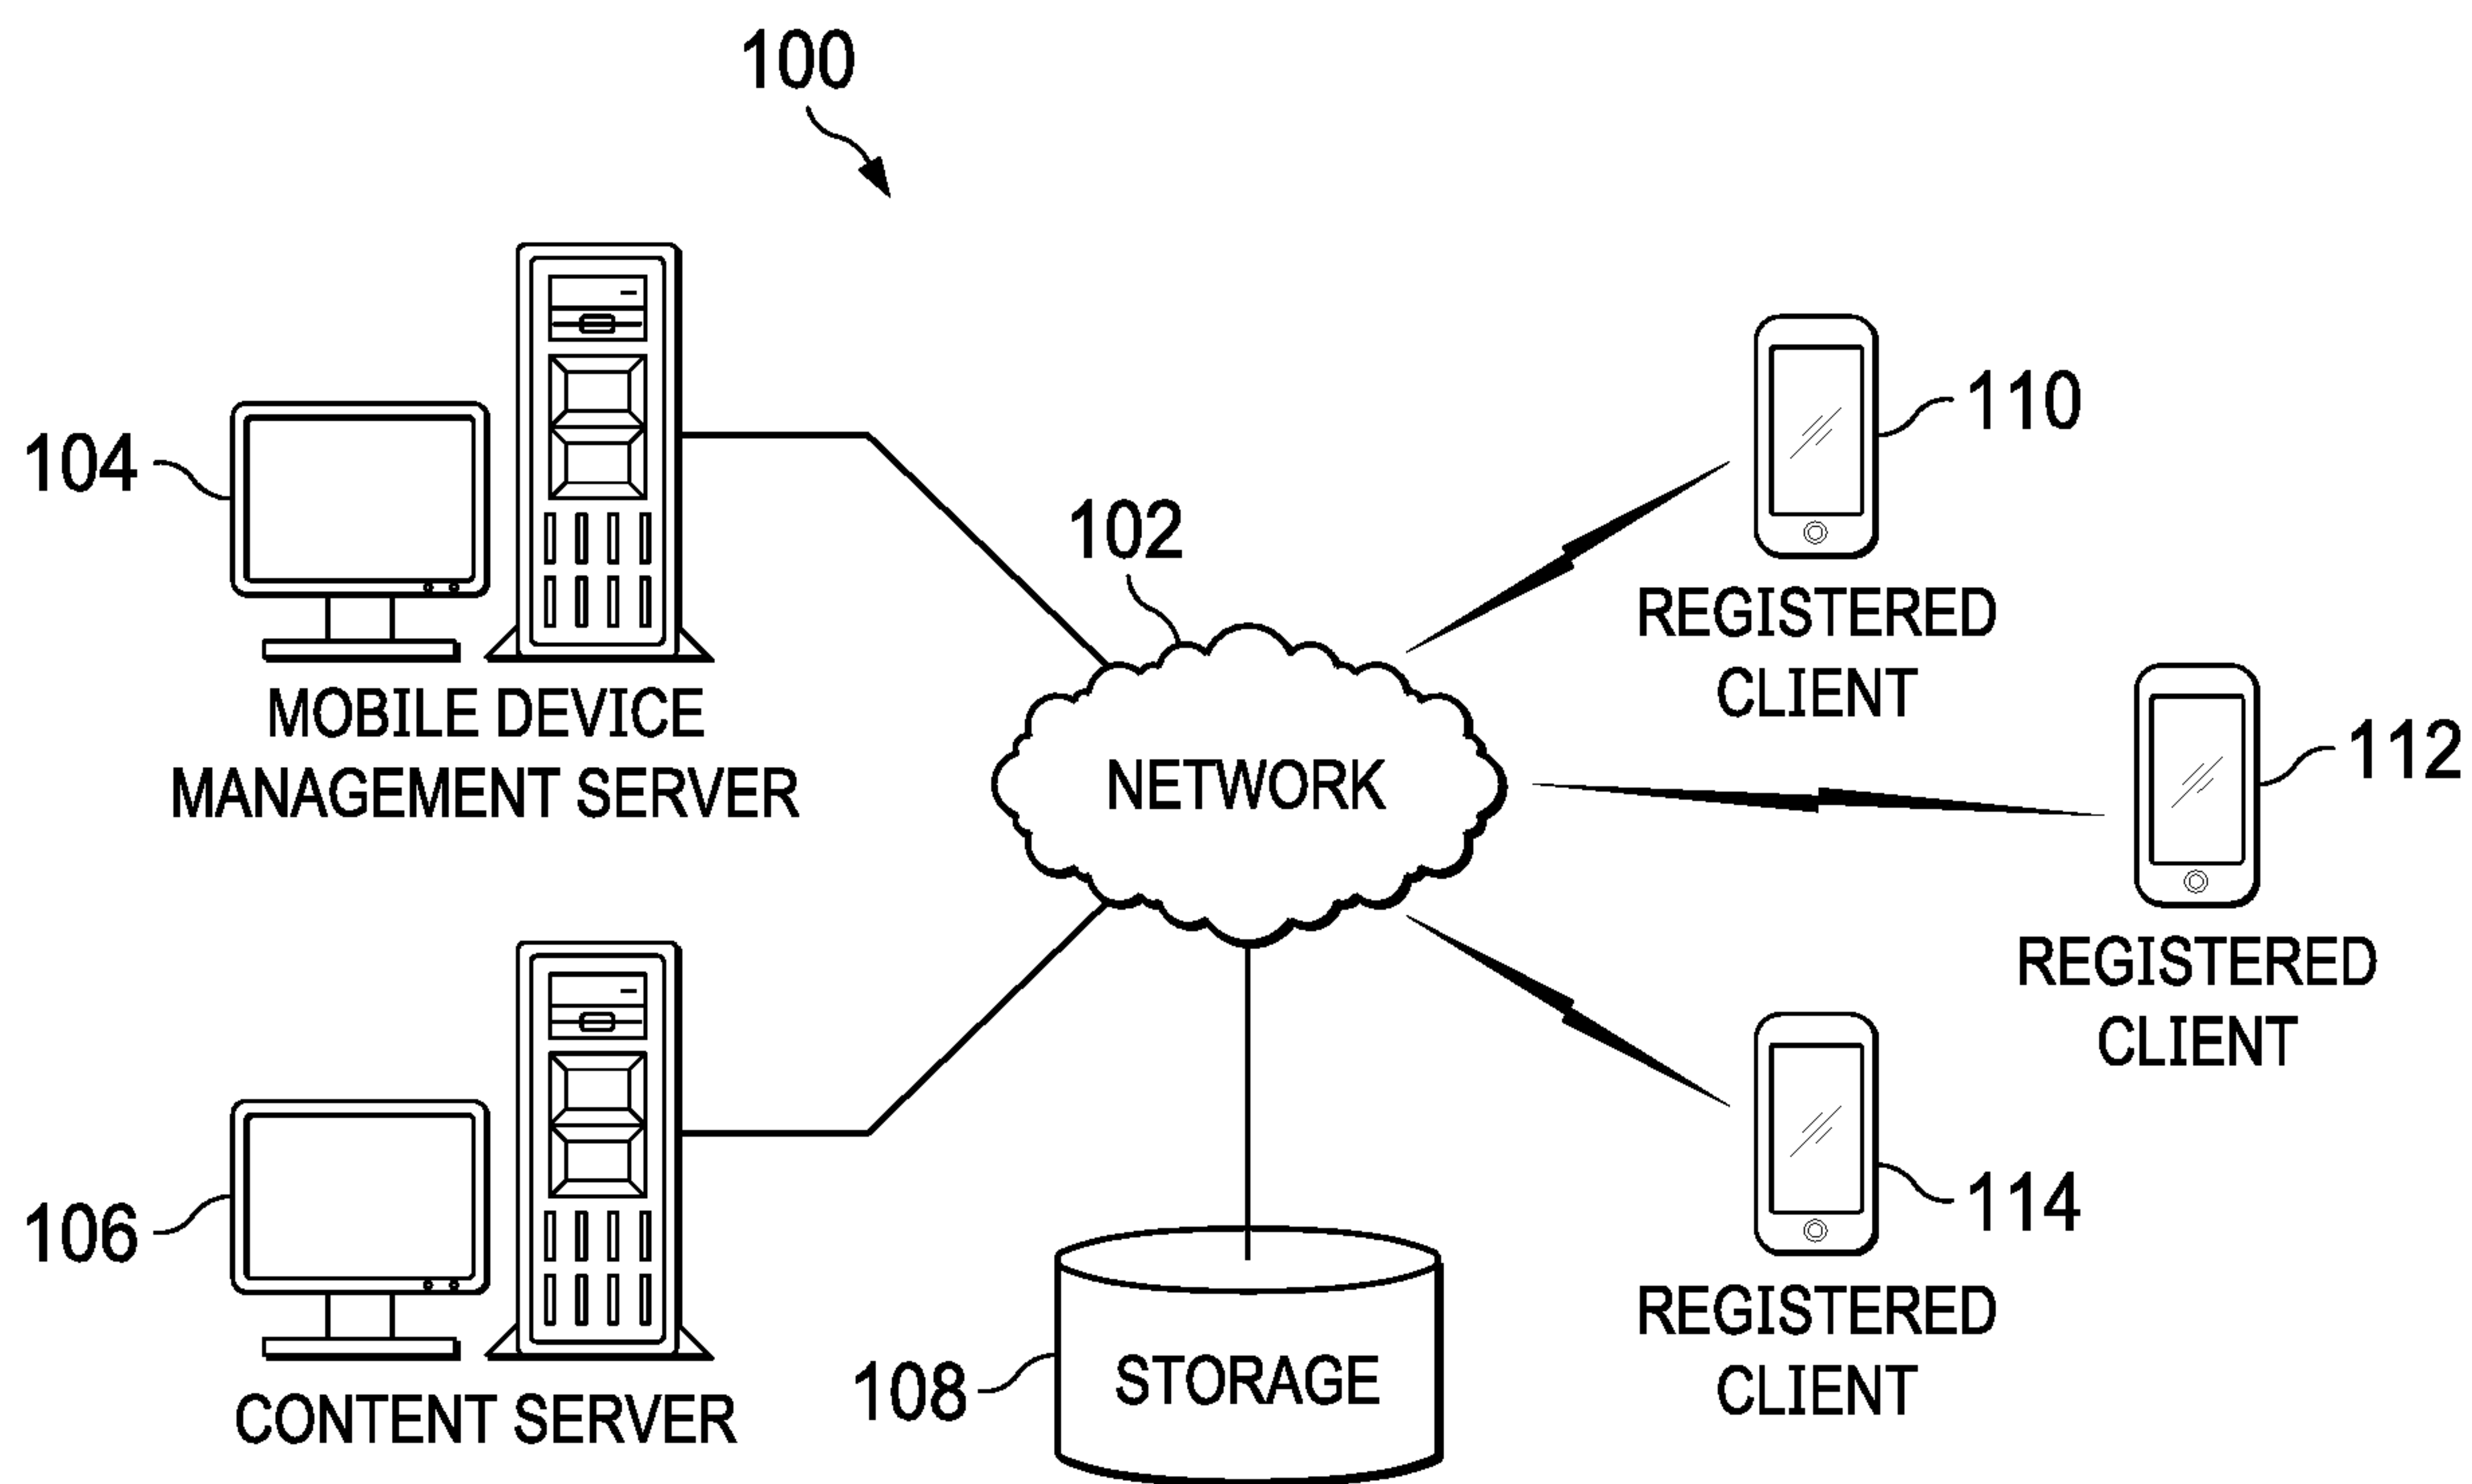 100
104
MOBILE DEVICE
MANAGEMENT SERVER
102
NETWORK
110
REGISTERED
CLIENT
112
REGISTERED
CLIENT
106
CONTENT SERVER
108
STORAGE
114
REGISTERED
CLIENT